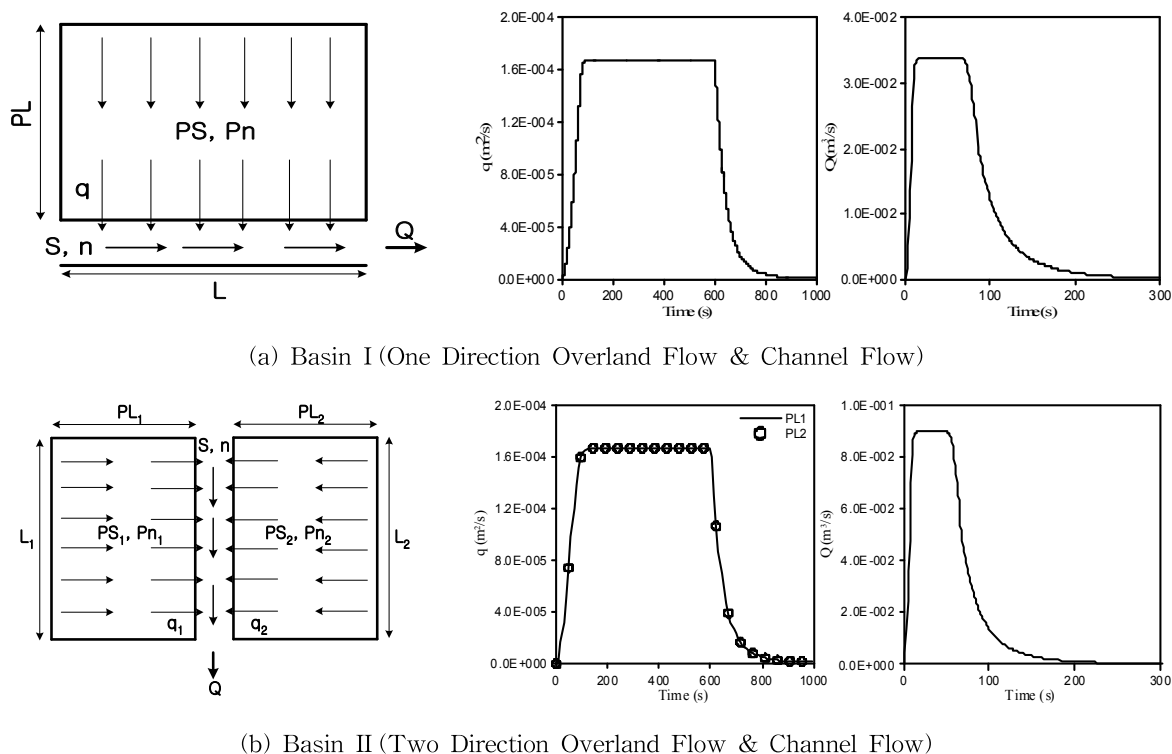 PL
PS, Pn
q
S, n
Q
L
q (m²/s)
2.0E-004
1.6E-004
1.2E-004
8.0E-005
4.0E-005
0.0E+000
0 200 400 600 800 1000
Time(s)
Q(m³/s)
4.0E-002
3.0E-002
2.0E-002
1.0E-002
0.0E+000
0 100 200 300
Time(s)
(a) Basin Ⅰ(One Direction Overland Flow & Channel Flow)
PL₁ PL₂
S, n
L₁ PS₁, Pn₁ PS₂, Pn₂ L₂
q₁ q₂
Q
q (m²/s)
2.0E-004
1.6E-004
1.2E-004
8.0E-005
4.0E-005
0.0E+000
PL1
PL2
0 200 400 600 800 1000
Time (s)
Q (m³/s)
1.0E-001
8.0E-002
6.0E-002
4.0E-002
2.0E-002
0.0E+000
0 100 200 300
Time (s)
(b) Basin Ⅱ(Two Direction Overland Flow & Channel Flow)